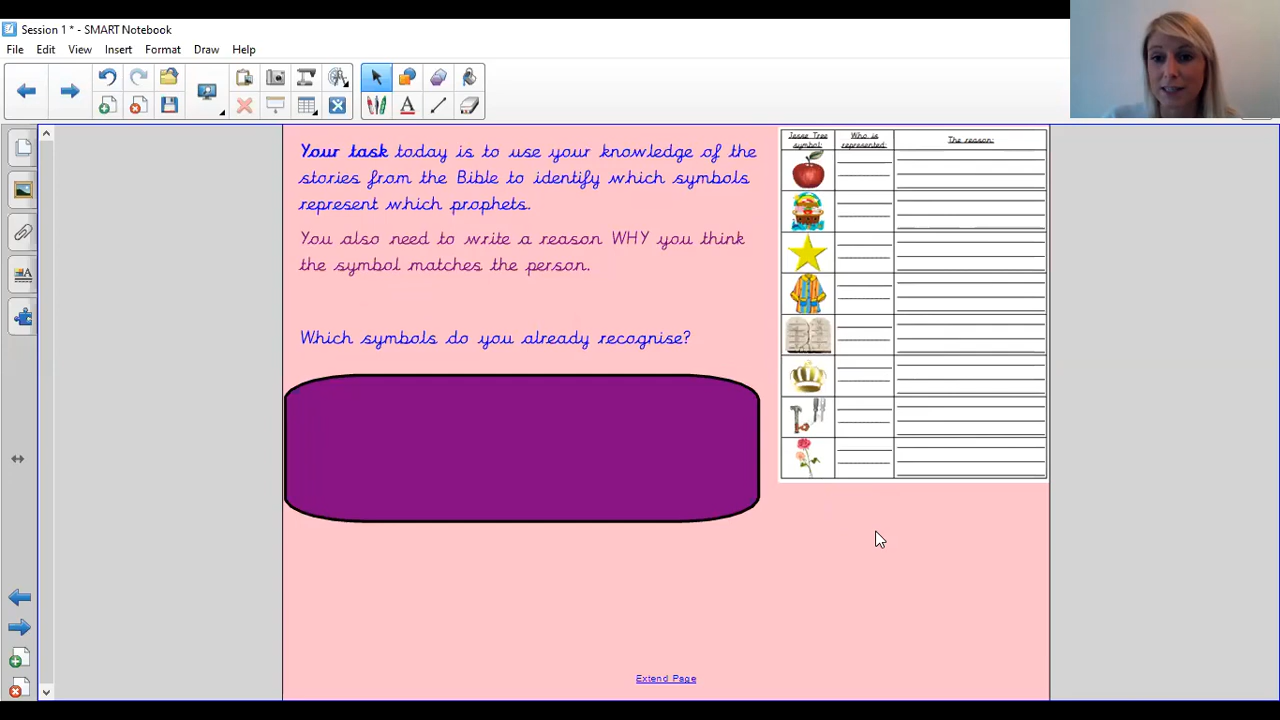 Session 1 * - SMART Notebook
File Edit View Insert Format Draw Help
Your task today is to use your knowledge of the
stories from the Bible to identify which symbols
represent which prophets.
You also need to write a reason WHY you think
the symbol matches the person.
Which symbols do you already recognise?
Jesse Tree
symbol:
Who is
represented:
The reason:
Extend Page